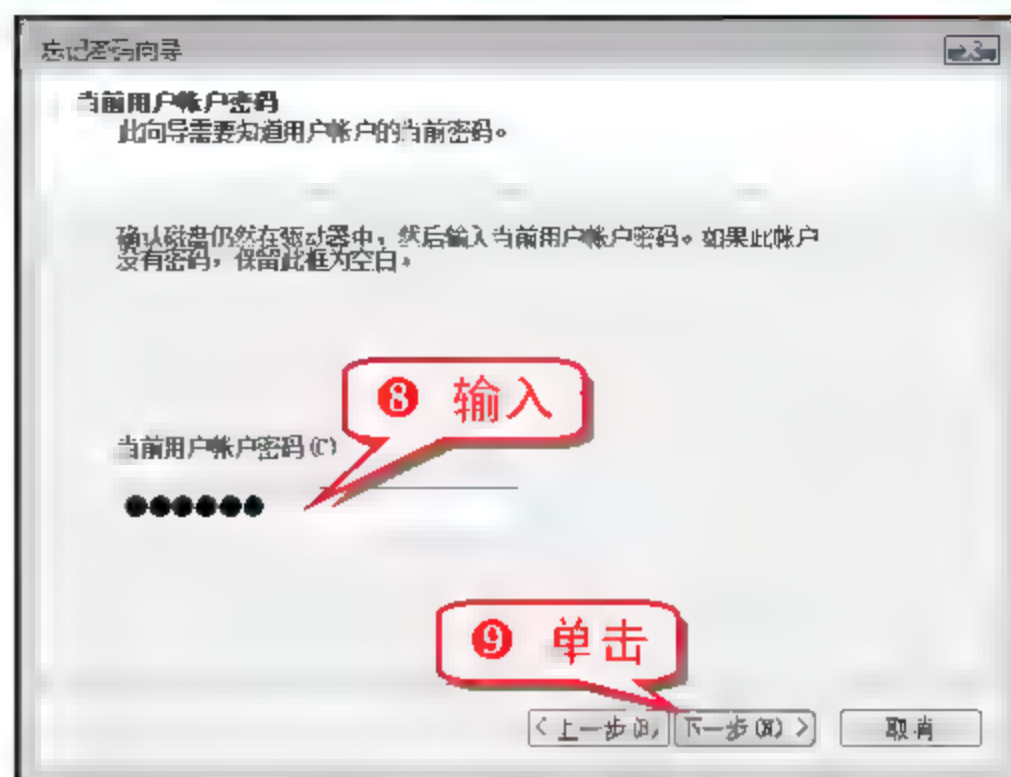 忘记密码向导
当前用户帐户密码
此向导需要知道用户帐户的当前密码。
确认磁盘仍然在驱动器中，然后输入当前用户帐户密码。如果此帐户
没有密码，保留此框为空白。
❽ 输入
当前用户帐户密码(C)
●●●●●●
❾ 单击
< 上一步(B)
下一步(N) >
取消